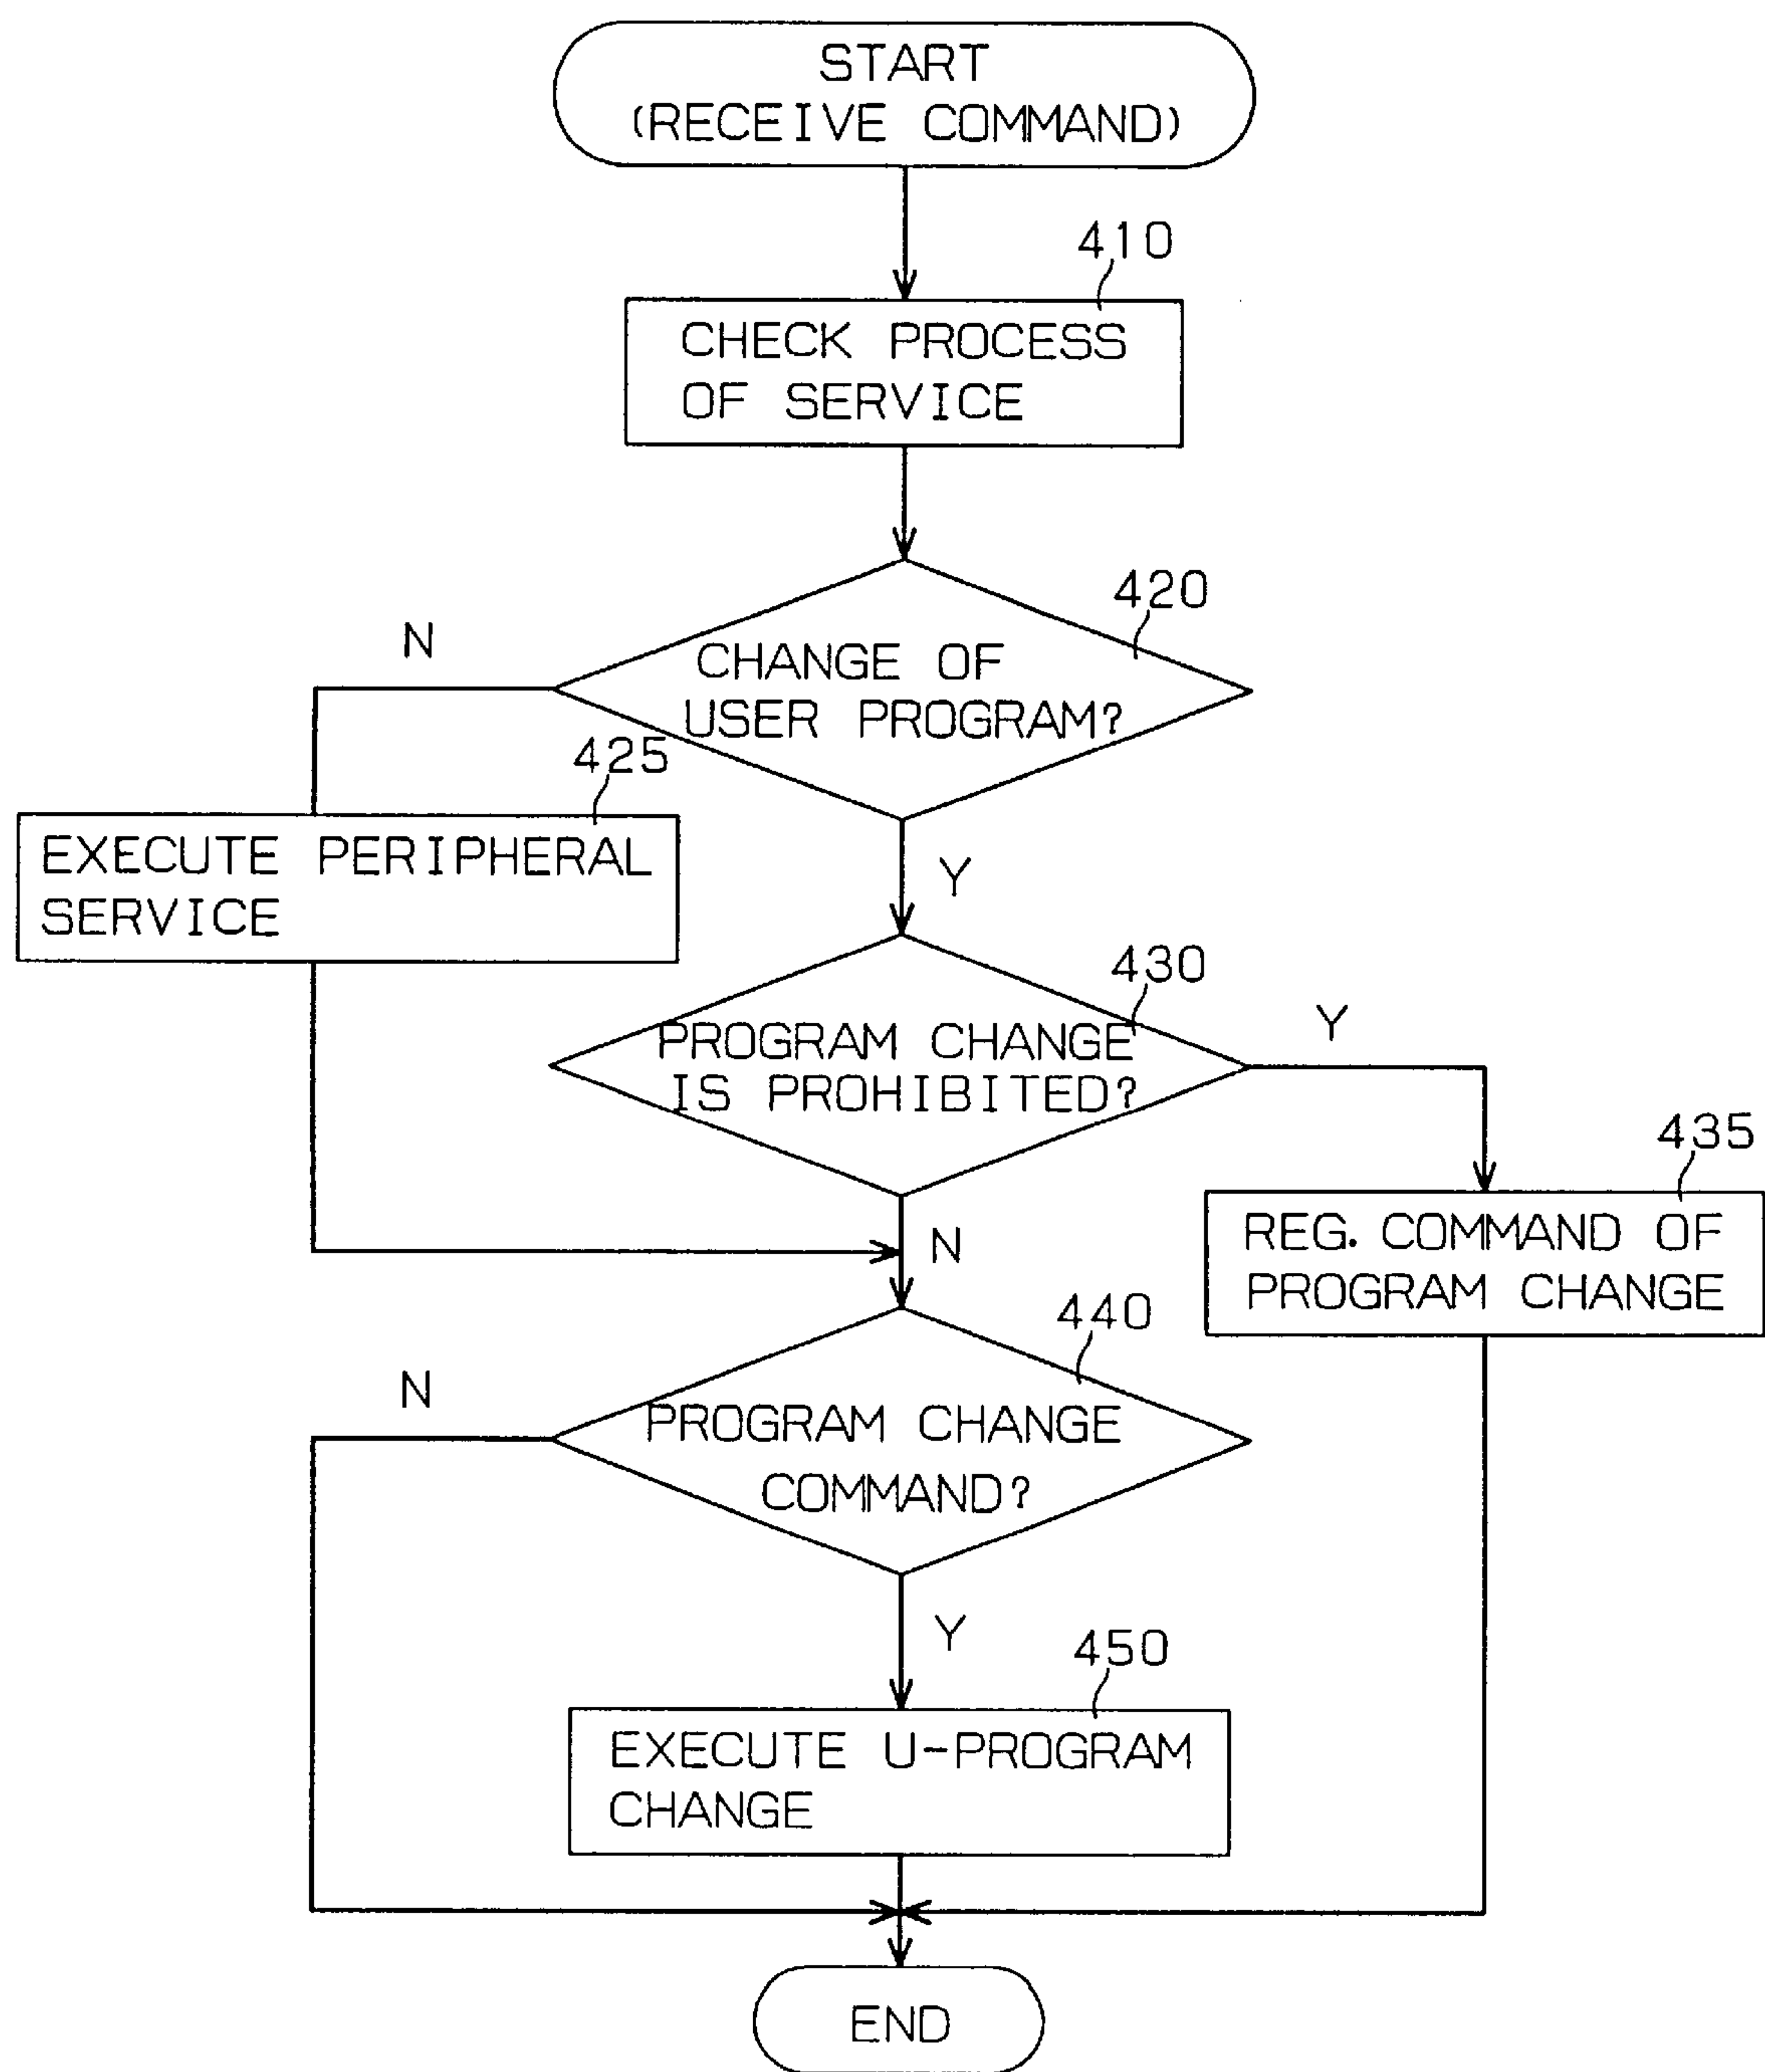 START
(RECEIVE COMMAND)
410
CHECK PROCESS
OF SERVICE
420
N
CHANGE OF
USER PROGRAM?
425
EXECUTE PERIPHERAL
SERVICE
Y
430
PROGRAM CHANGE
IS PROHIBITED?
Y
435
REG. COMMAND OF
PROGRAM CHANGE
N
440
N
PROGRAM CHANGE
COMMAND?
Y
450
EXECUTE U-PROGRAM
CHANGE
END